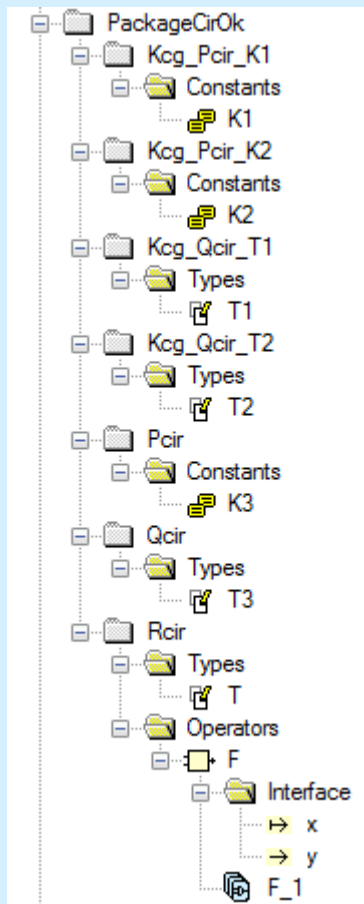 PackageCirOk
Kcg_Pcir_K1
Constants
K1
Kcg_Pcir_K2
Constants
K2
Kcg_Qcir_T1
Types
T1
Kcg_Qcir_T2
Types
T2
Pcir
Constants
K3
Qcir
Types
T3
Rcir
Types
T
Operators
F
Interface
x
y
F_1